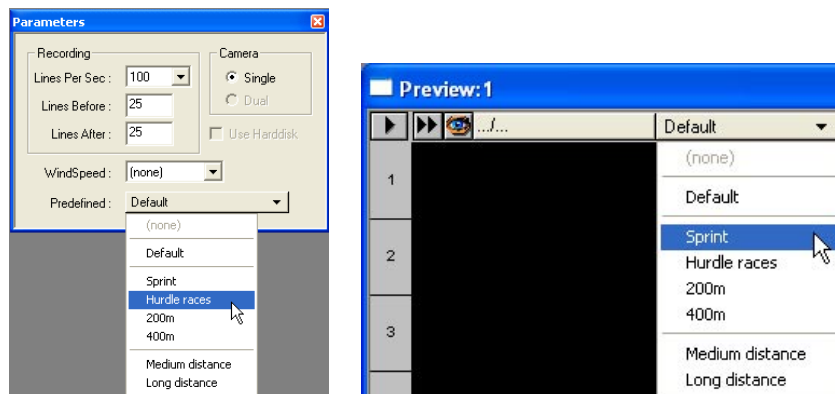 Parameters
Recording
Lines Per Sec :
100
Lines Before :
25
Lines After :
25
Camera
Single
Dual
Use Harddisk
WindSpeed :
(none)
Predefined :
Default
(none)
Default
Sprint
Hurdle races
200m
400m
Medium distance
Long distance
Preview:1
.../...
Default
1
2
3
(none)
Default
Sprint
Hurdle races
200m
400m
Medium distance
Long distance